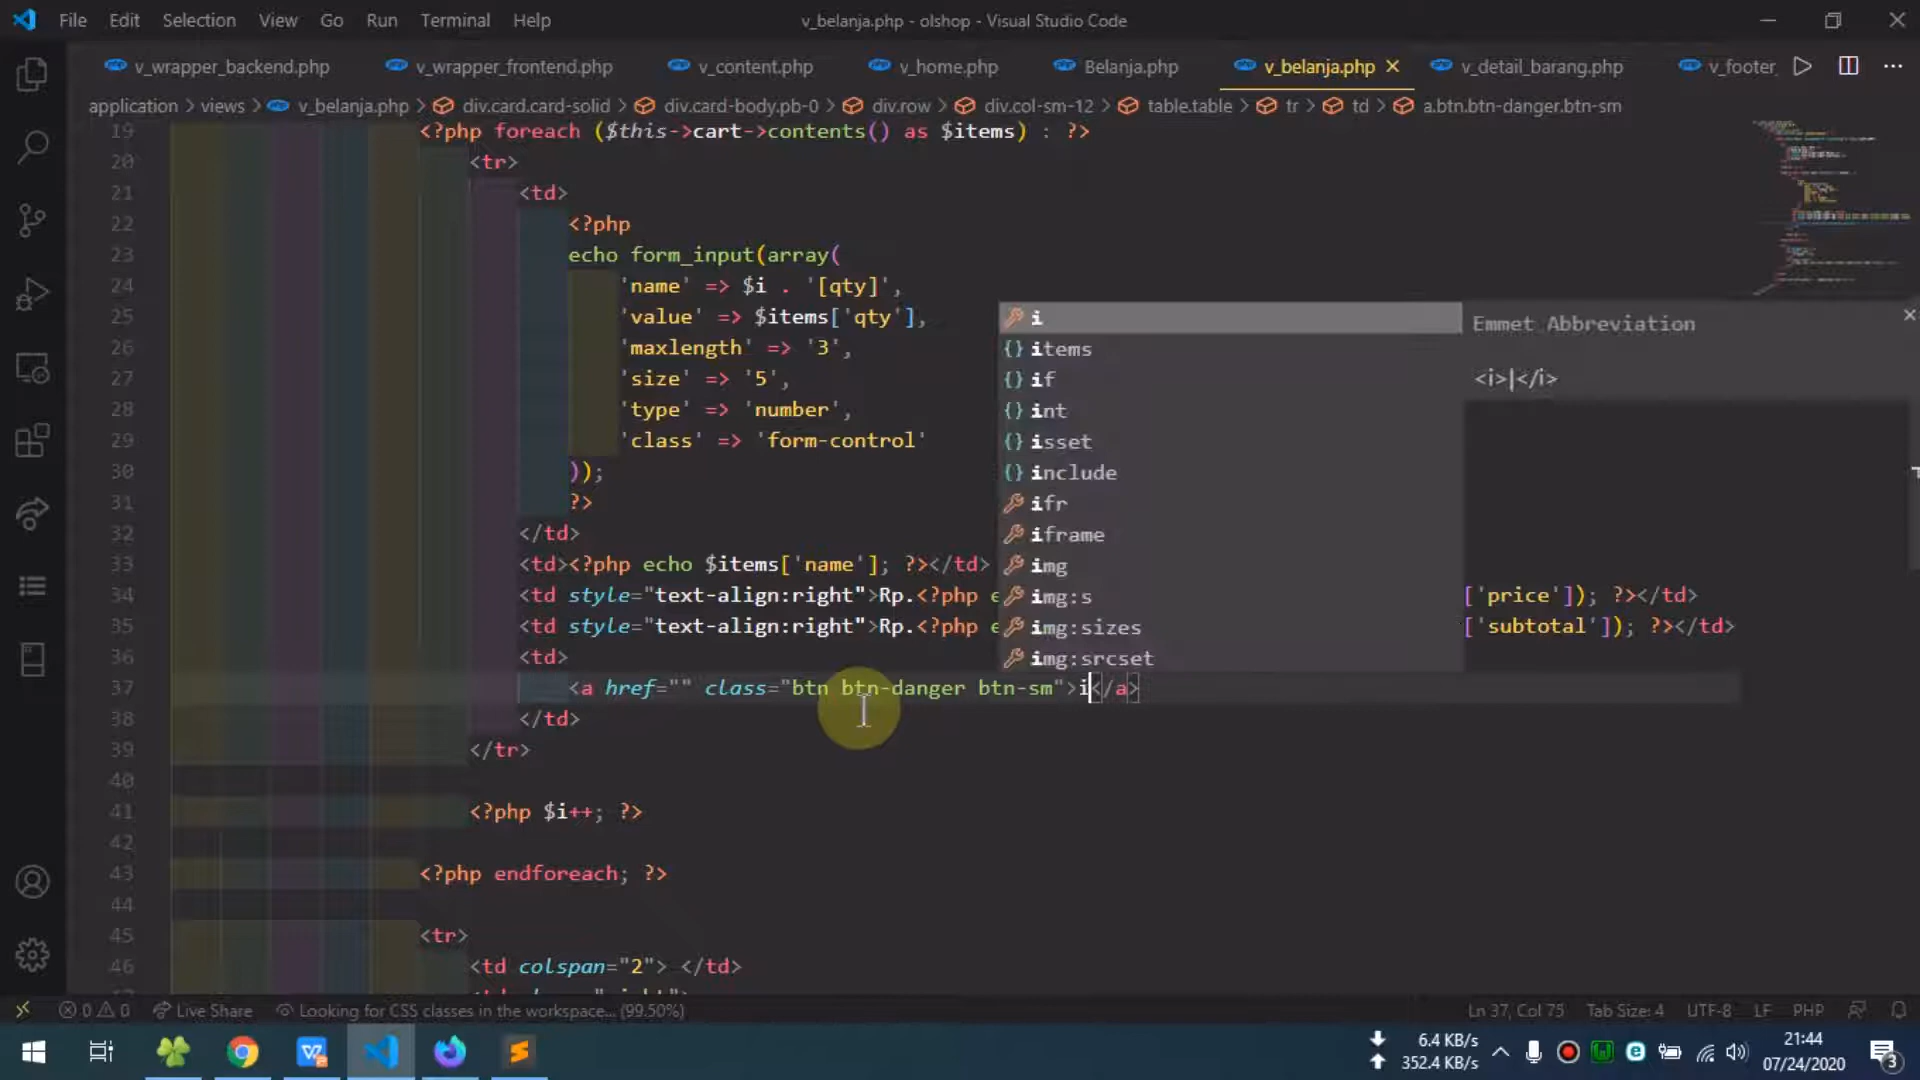 File Edit Selection View Go Run Terminal Help
v_belanja.php - olshop - Visual Studio Code
v_wrapper_backend.php v_wrapper_frontend.php v_content.php v_home.php Belanja.php v_belanja.php v_detail_barang.php v_footer
application > views > v_belanja.php > div.card.card-solid > div.card-body.pb-0 > div.row > div.col-sm-12 > table.table > tr > td > a.btn.btn-danger.btn-sm
19 <?php foreach ($this->cart->contents() as $items) : ?>
20 <tr>
21 <td>
22 <?php
23 echo form_input(array(
24 'name' => $i . '[qty]',
25 'value' => $items['qty'],
26 'maxlength' => '3',
27 'size' => '5',
28 'type' => 'number',
29 'class' => 'form-control'
30 ));
31 ?>
32 </td>
33 <td><?php echo $items['name']; ?></td>
34 <td style="text-align:right">Rp.<?php e ['price']); ?></td>
35 <td style="text-align:right">Rp.<?php e ['subtotal']); ?></td>
36 <td>
37 <a href="" class="btn btn-danger btn-sm">i</a>
38 </td>
39 </tr>
40
41 <?php $i++; ?>
42
43 <?php endforeach; ?>
44
45 <tr>
46 <td colspan="2"> </td>
i
items
if
int
isset
include
ifr
iframe
img
img:s
img:sizes
img:srcset
Emmet Abbreviation
<i>|</i>
0 0 Live Share Looking for CSS classes in the workspace... (99.50%) Ln 37, Col 75 Tab Size: 4 UTF-8 LF PHP
6.4 KB/s
352.4 KB/s
21:44
07/24/2020
3